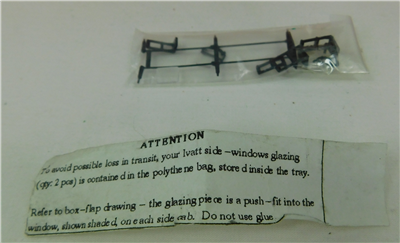 ATTENTION
To avoid possible loss in transit, your Ivatt side-windows glazing
(qty: 2 pcs) is contained in the polythene bag, stored inside the tray.
Refer to box-flap drawing - the glazing piece is a push-fit into the
window, shown shaded, on each side cab. Do not use glue